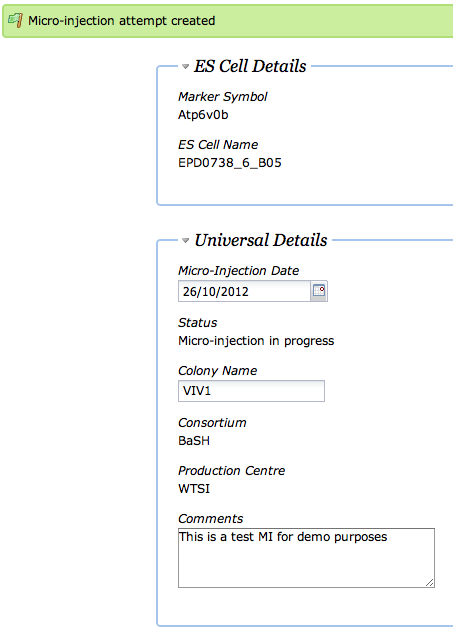 Micro-injection attempt created
ES Cell Details
Marker Symbol
Atp6v0b
ES Cell Name
EPD0738_6_B05
Universal Details
Micro-Injection Date
26/10/2012
Status
Micro-injection in progress
Colony Name
VIV1
Consortium
BaSH
Production Centre
WTSI
Comments
This is a test MI for demo purposes